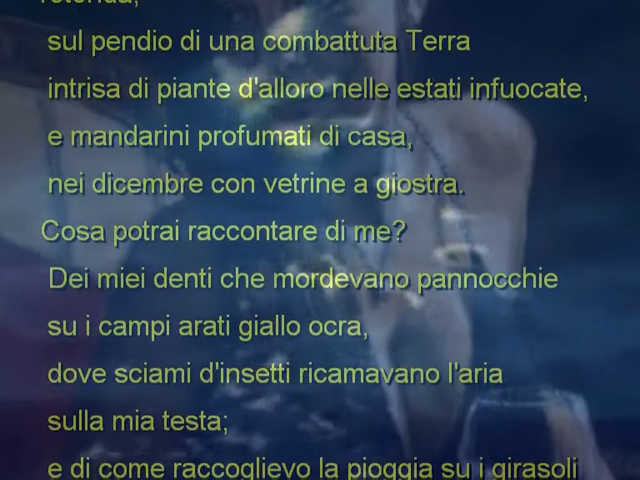 sul pendio di una combattuta Terra
intrisa di piante d'alloro nelle estati infuocate,
e mandarini profumati di casa,
nei dicembre con vetrine a giostra.
Cosa potrai raccontare di me?
Dei miei denti che mordevano pannocchie
su i campi arati giallo ocra,
dove sciami d'insetti ricamavano l'aria
sulla mia testa;
e di come raccoglievo la pioggia su i girasoli